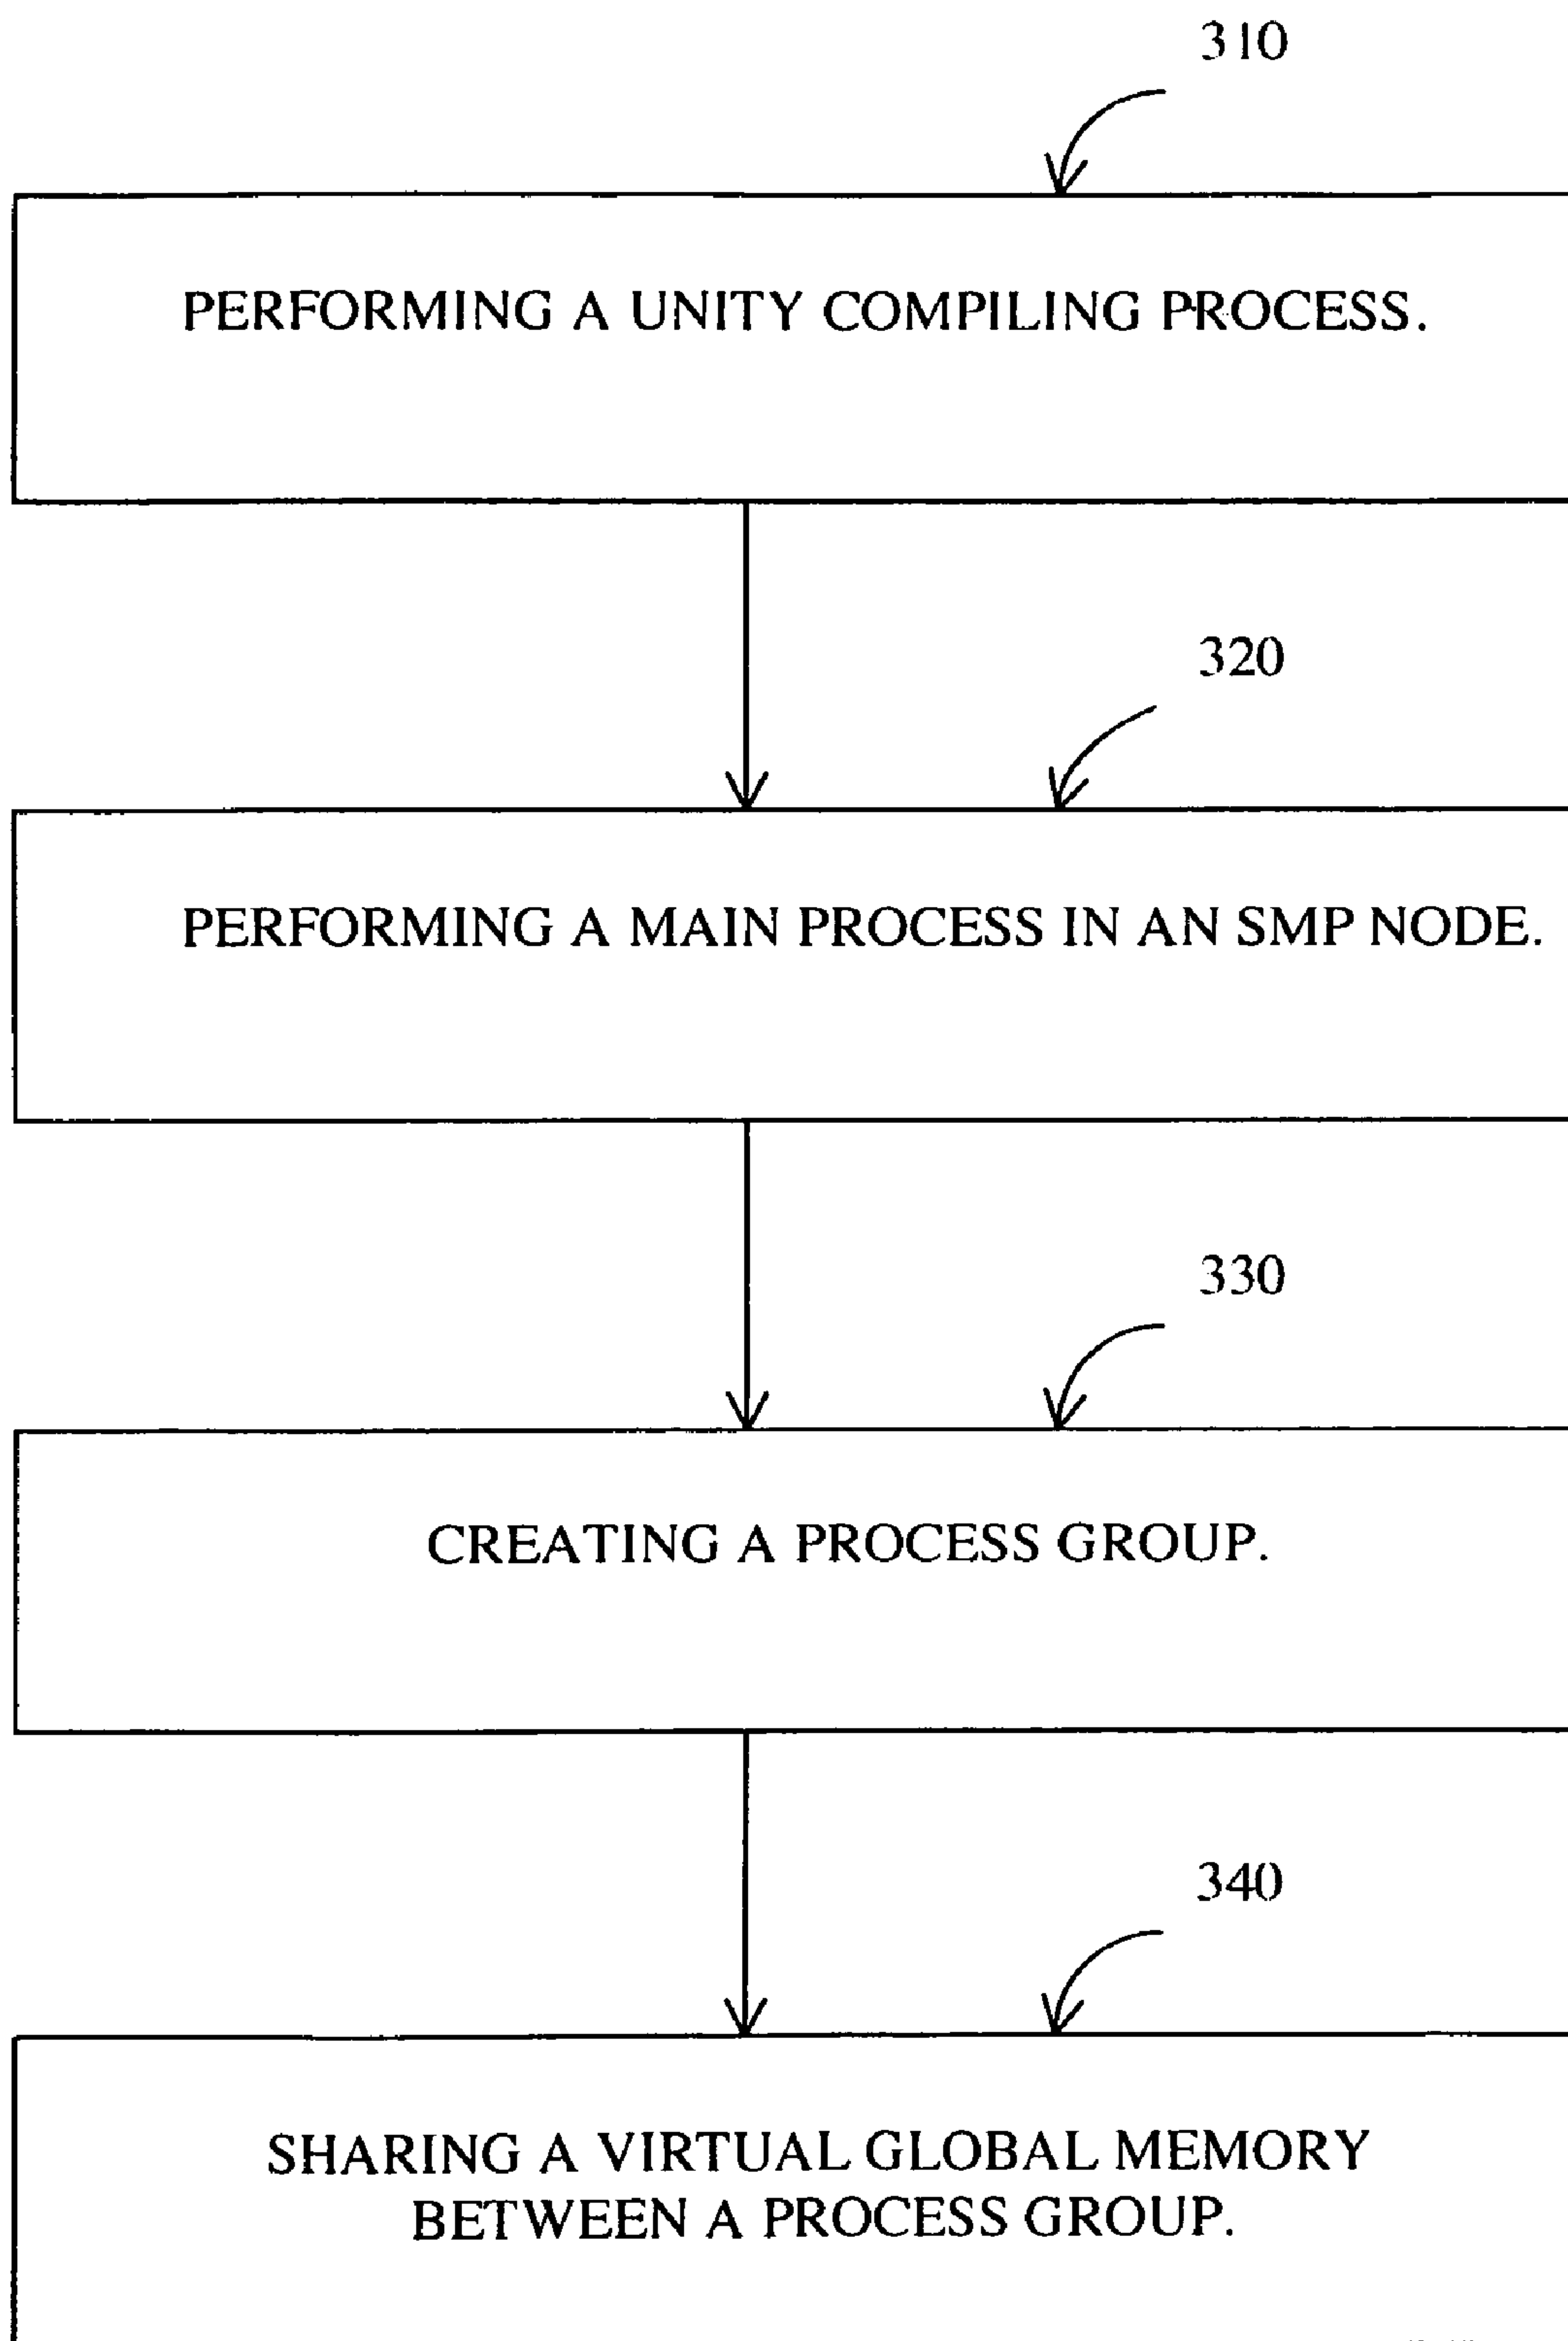 310
PERFORMING A UNITY COMPILING PROCESS.
320
PERFORMING A MAIN PROCESS IN AN SMP NODE.
330
CREATING A PROCESS GROUP.
340
SHARING A VIRTUAL GLOBAL MEMORY
BETWEEN A PROCESS GROUP.